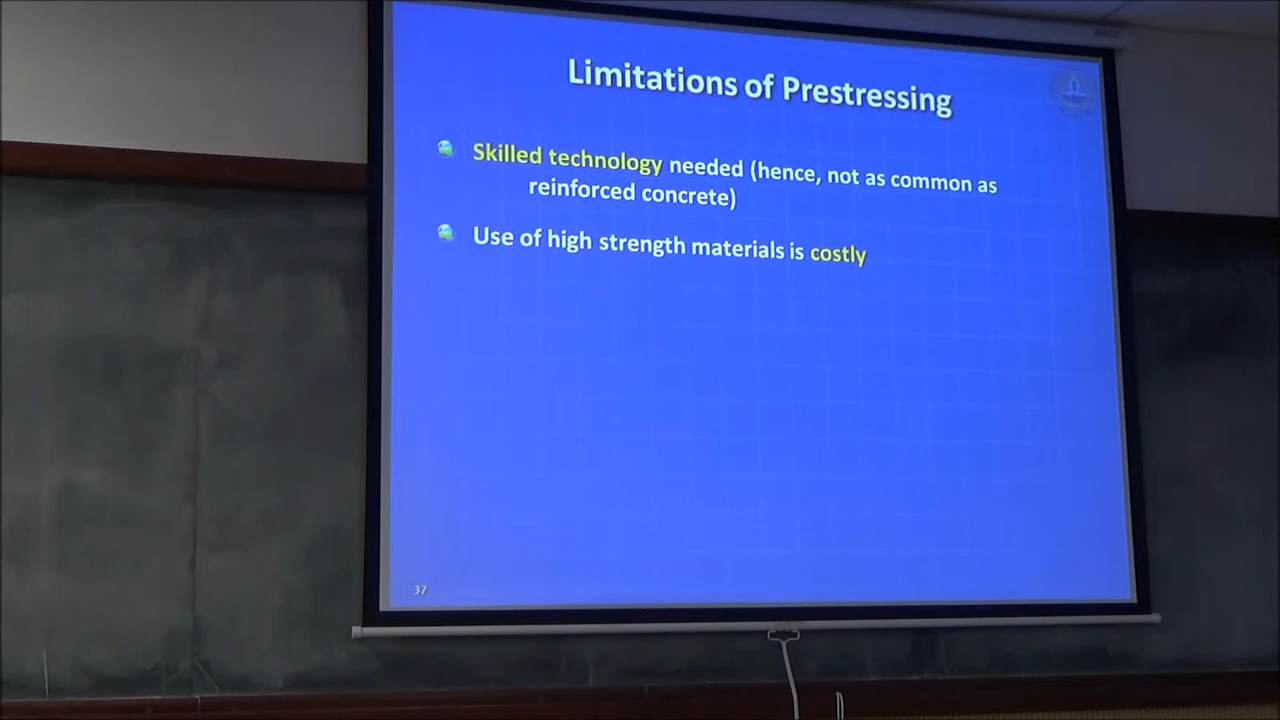 Limitations of Prestressing
Skilled technology needed (hence, not as common as
reinforced concrete)
Use of high strength materials is costly
37